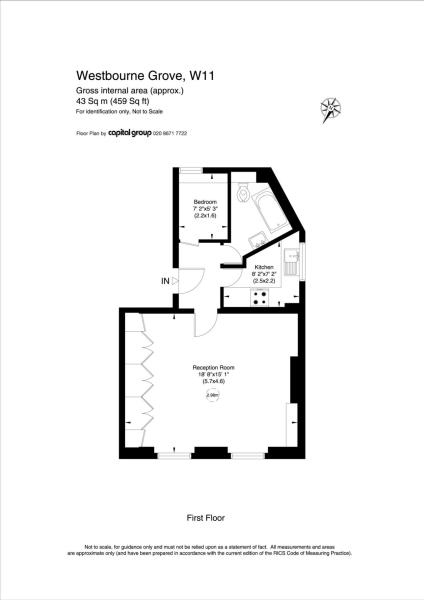 Westbourne Grove, W11
Gross internal area (approx.)
43 Sq m (459 Sq ft)
For identification only, Not to Scale
Floor Plan by capital group 020 8671 7722
Bedroom
7' 2"x5' 3"
(2.2x1.6)
Kitchen
8' 2"x7' 2"
(2.5x2.2)
IN
Reception Room
18' 8"x15' 1"
(5.7x4.6)
2.98m
First Floor
Not to scale, for guidance only and must not be relied upon as a statement of fact. All measurements and areas
are approximate only (and have been prepared in accordance with the current edition of the RICS Code of Measuring Practice).